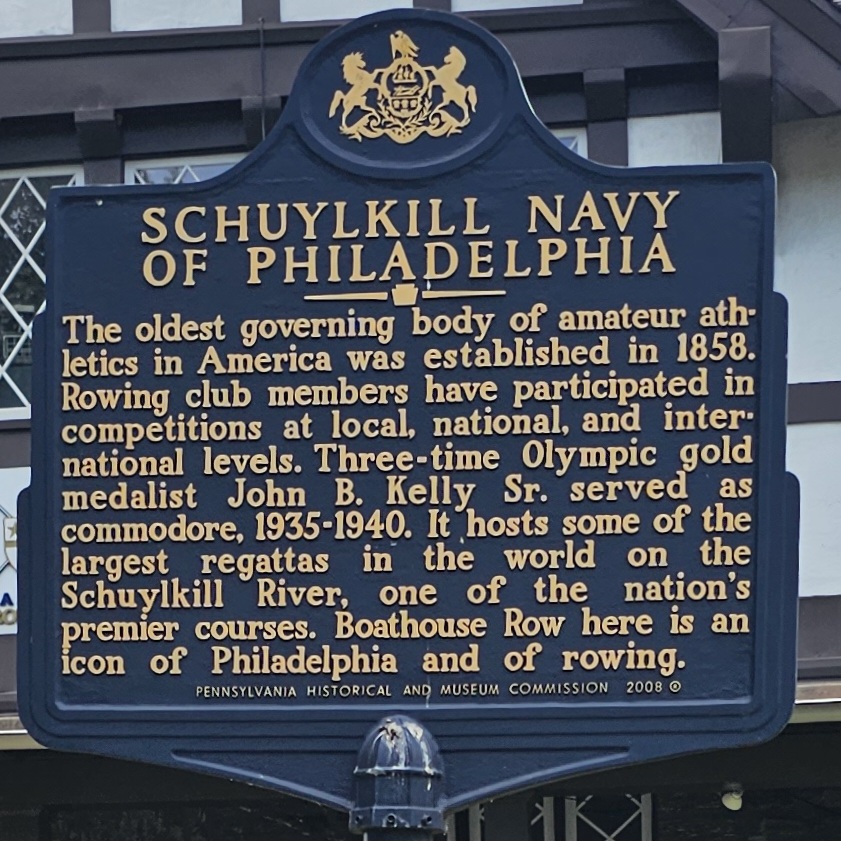 SCHUYLKILL NAVY
OF PHILADELPHIA
The oldest governing body of amateur ath-
letics in America was established in 1858.
Rowing club members have participated in
competitions at local, national, and inter-
national levels. Three-time Olympic gold
medalist John B. Kelly Sr. served as
commodore, 1935-1940. It hosts some of the
largest regattas in the world on the
Schuylkill River, one of the nation's
premier courses. Boathouse Row here is an
icon of Philadelphia and of rowing.
PENNSYLVANIA HISTORICAL AND MUSEUM COMMISSION 2008 ©